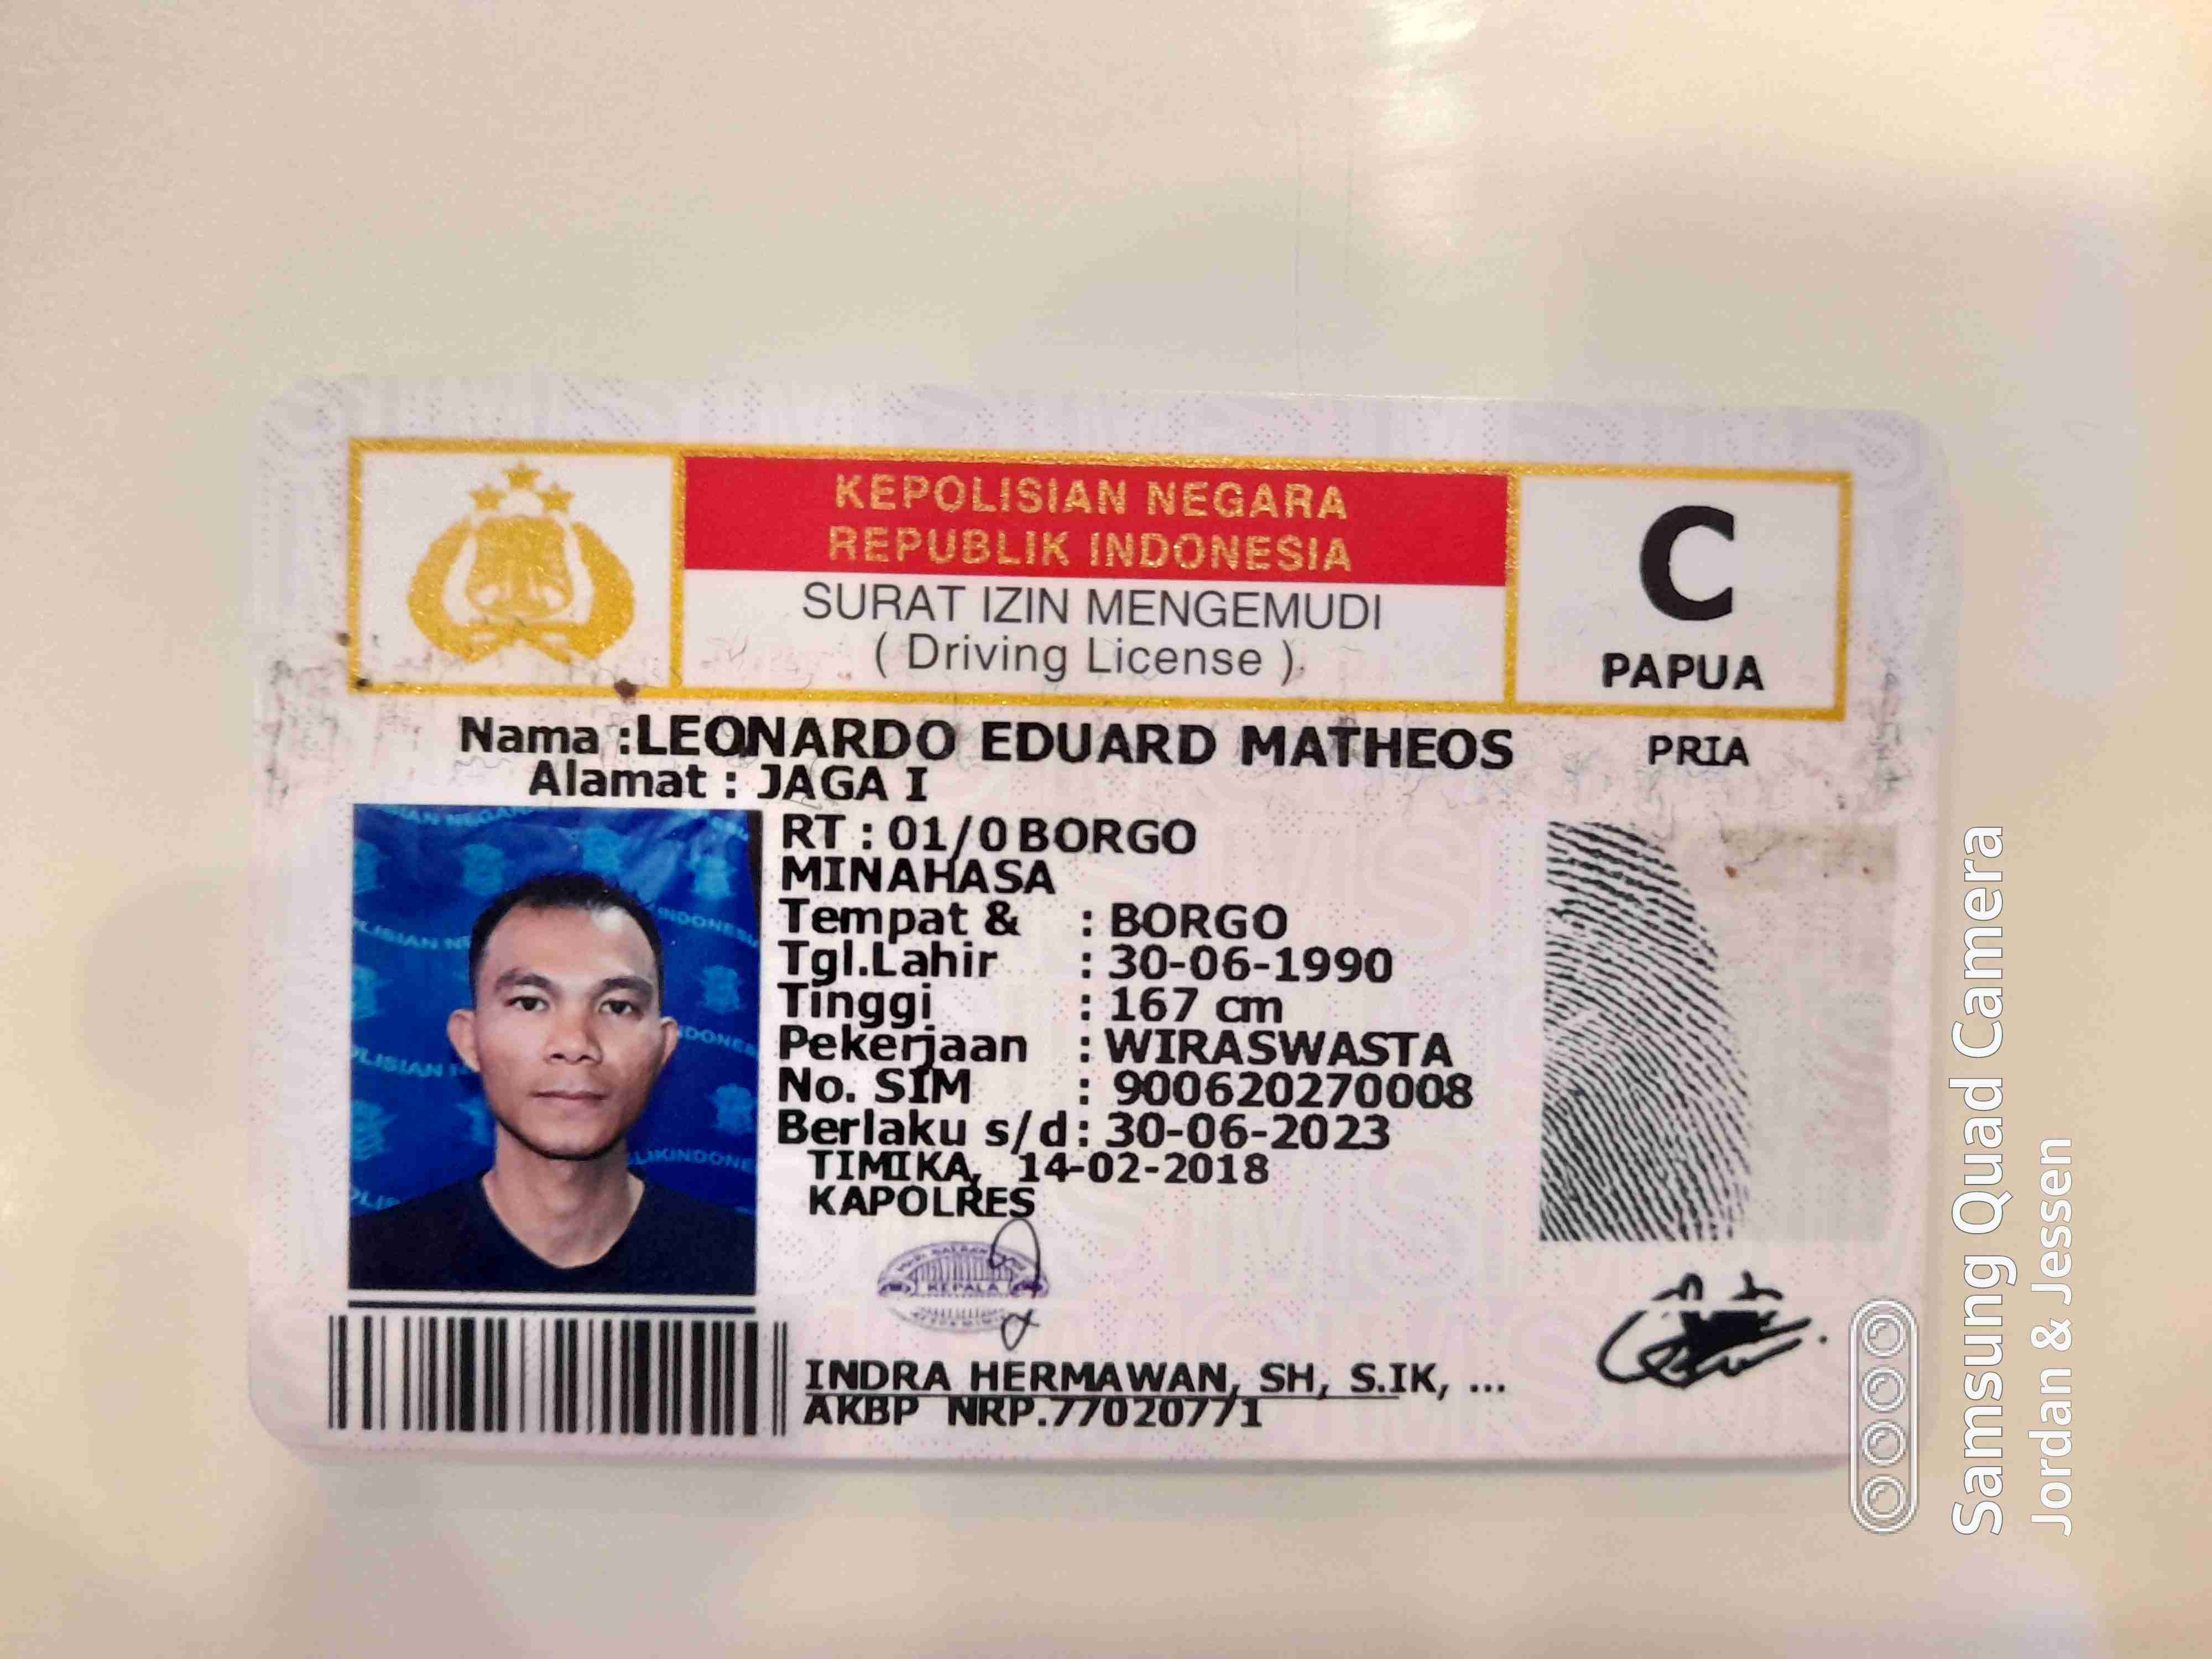 KEPOLISIAN NEGARA
REPUBLIK INDONESIA
SURAT IZIN MENGEMUDI
( Driving License )
C
PAPUA
Nama :LEONARDO EDUARD MATHEOS
PRIA
Alamat : JAGA I
RT : 01/0 BORGO
MINAHASA
Tempat & : BORGO
Tgl.Lahir : 30-06-1990
Tinggi : 167 cm
Pekerjaan : WIRASWASTA
No. SIM : 900620270008
Berlaku s/d : 30-06-2023
TIMIKA, 14-02-2018
KAPOLRES
KEPALA
INDRA HERMAWAN, SH, S.IK, ...
AKBP NRP.77020771
Samsung Quad Camera
Jordan & Jessen